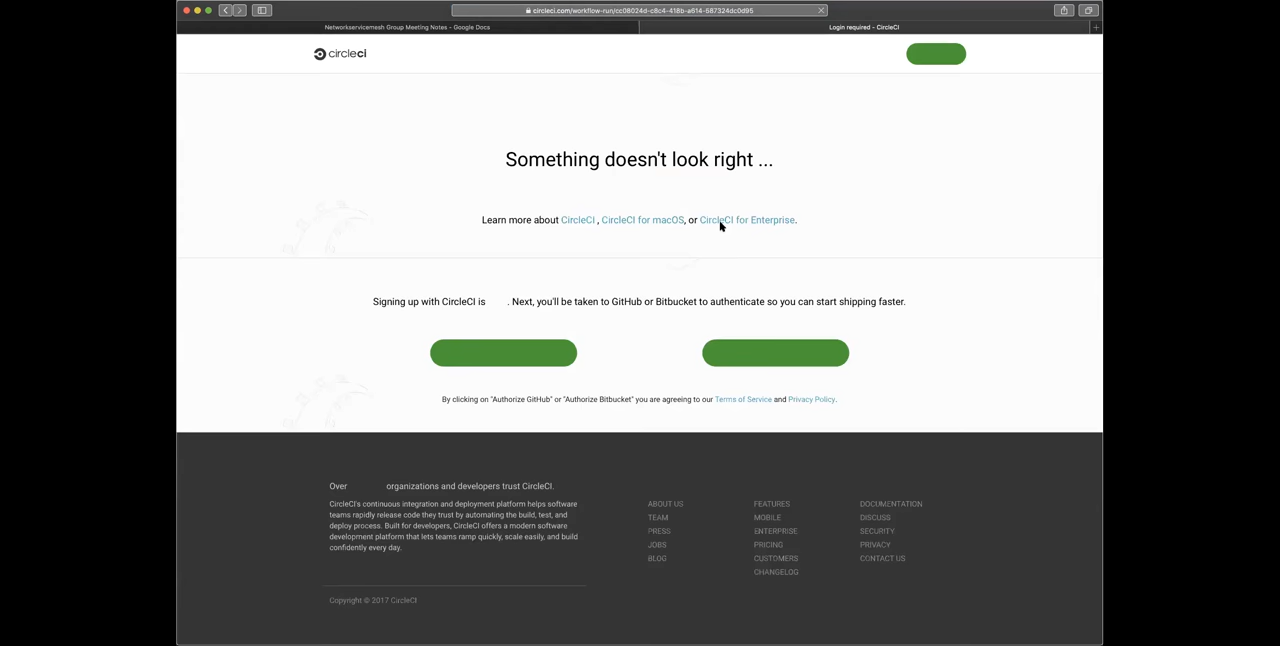 circleci.com/workflow-run/cc08024d-c8c4-418b-a614-587324dc0d95
Networkservicemesh Group Meeting Notes - Google Docs
Login required - CircleCI
circleci
Something doesn't look right ...
Learn more about CircleCI , CircleCI for macOS, or CircleCI for Enterprise.
Signing up with CircleCI is . Next, you'll be taken to GitHub or Bitbucket to authenticate so you can start shipping faster.
By clicking on "Authorize GitHub" or "Authorize Bitbucket" you are agreeing to our Terms of Service and Privacy Policy.
Over organizations and developers trust CircleCI.
CircleCI's continuous integration and deployment platform helps software
teams rapidly release code they trust by automating the build, test, and
deploy process. Built for developers, CircleCI offers a modern software
development platform that lets teams ramp quickly, scale easily, and build
confidently every day.
ABOUT US
TEAM
PRESS
JOBS
BLOG
FEATURES
MOBILE
ENTERPRISE
PRICING
CUSTOMERS
CHANGELOG
DOCUMENTATION
DISCUSS
SECURITY
PRIVACY
CONTACT US
Copyright © 2017 CircleCI